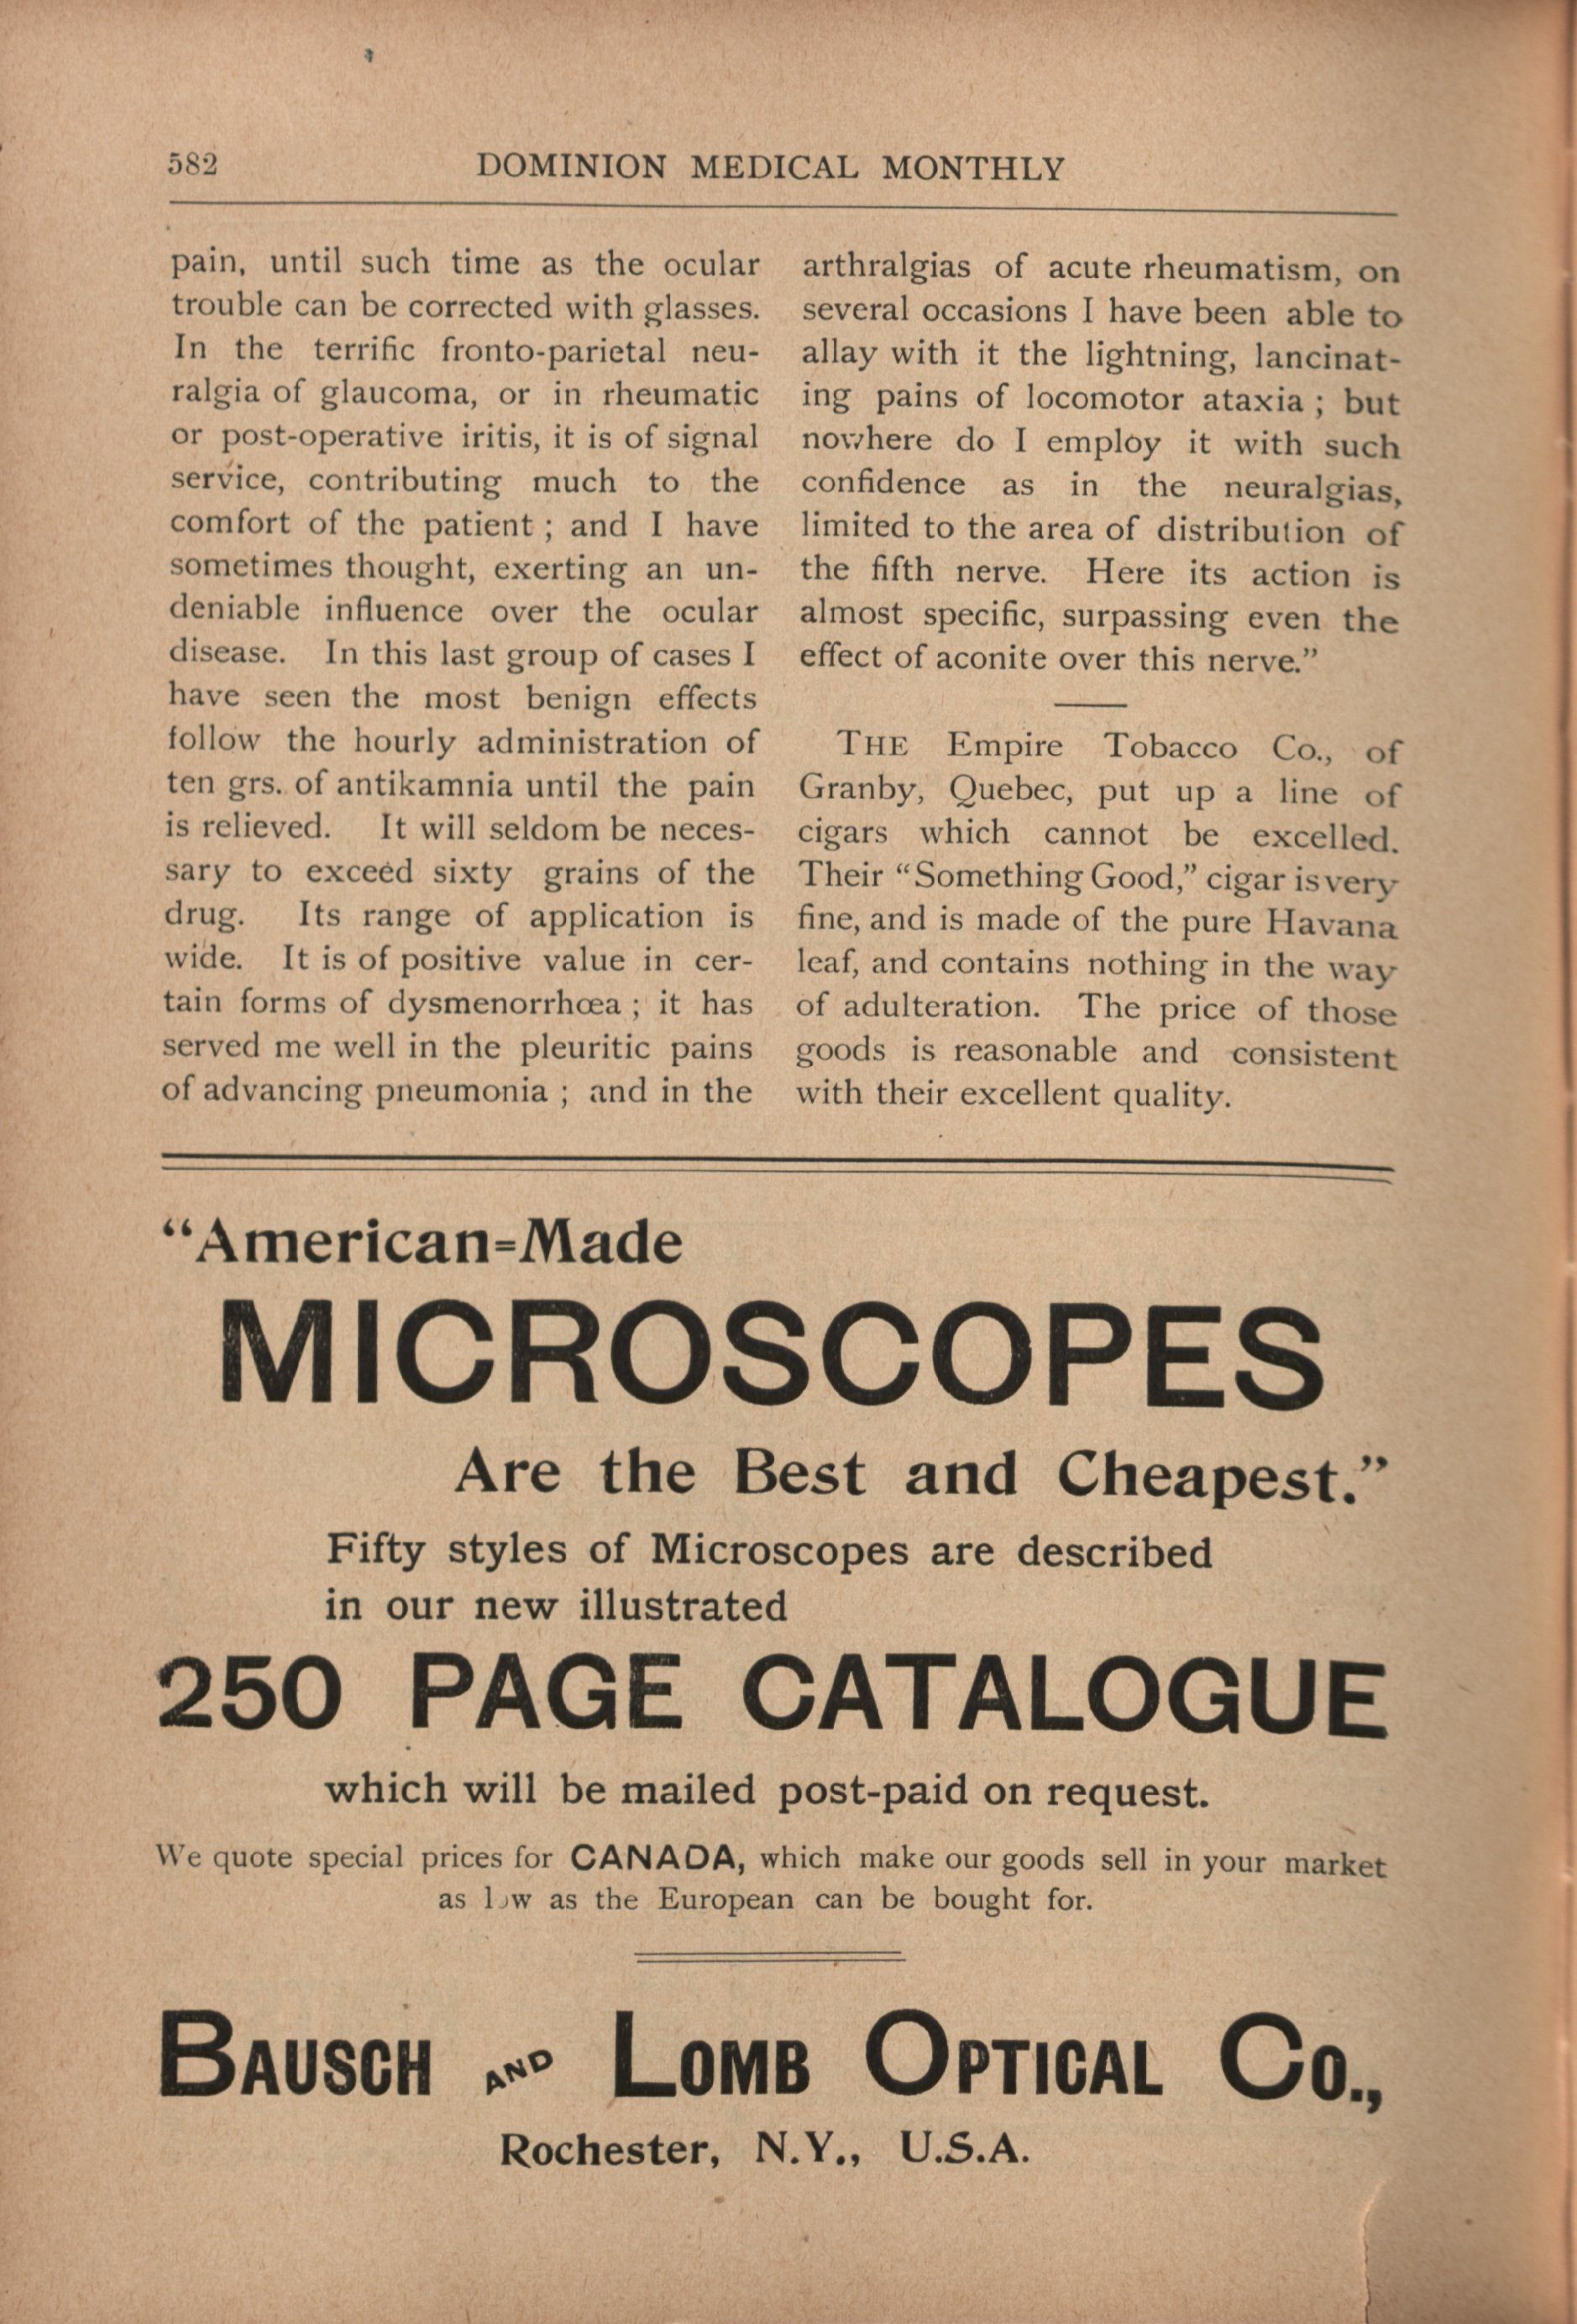 582
DOMINION MEDICAL MONTHLY
pain, until such time as the ocular
trouble can be corrected with glasses.
In the terrific fronto-parietal neu-
ralgia of glaucoma, or in rheumatic
or post-operative iritis, it is of signal
service, contributing much to the
comfort of the patient ; and I have
sometimes thought, exerting an un-
deniable influence over the ocular
disease. In this last group of cases I
have seen the most benign effects
follow the hourly administration of
ten grs. of antikamnia until the pain
is relieved. It will seldom be neces-
sary to exceed sixty grains of the
drug. Its range of application is
wide. It is of positive value in cer-
tain forms of dysmenorrhœa ; it has
served me well in the pleuritic pains
of advancing pneumonia ; and in the
arthralgias of acute rheumatism, on
several occasions I have been able to
allay with it the lightning, lancinat-
ing pains of locomotor ataxia ; but
nowhere do I employ it with such
confidence as in the neuralgias,
limited to the area of distribution of
the fifth nerve. Here its action is
almost specific, surpassing even the
effect of aconite over this nerve.”
THE Empire Tobacco Co., of
Granby, Quebec, put up a line of
cigars which cannot be excelled.
Their “Something Good,” cigar is very
fine, and is made of the pure Havana
leaf, and contains nothing in the way
of adulteration. The price of those
goods is reasonable and consistent
with their excellent quality.
“American=Made
MICROSCOPES
Are the Best and Cheapest.”
Fifty styles of Microscopes are described
in our new illustrated
250 PAGE CATALOGUE
which will be mailed post-paid on request.
We quote special prices for CANADA, which make our goods sell in your market
as low as the European can be bought for.
BAUSCH AND LOMB OPTICAL CO.,
Rochester, N.Y., U.S.A.